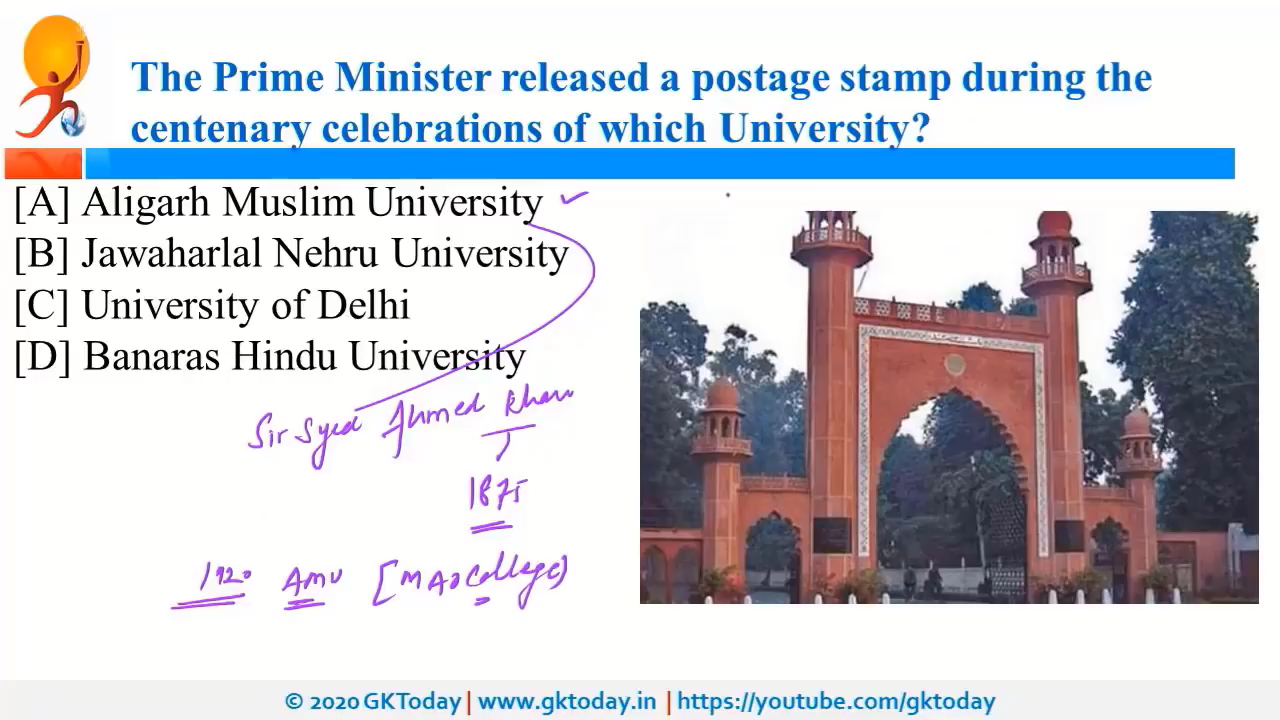 The Prime Minister released a postage stamp during the
centenary celebrations of which University?
[A] Aligarh Muslim University
[B] Jawaharlal Nehru University
[C] University of Delhi
[D] Banaras Hindu University
Sir Syed Ahmed Khan
1875
1920 AMU [MAO College)
© 2020 GKToday | www.gktoday.in | https://youtube.com/gktoday